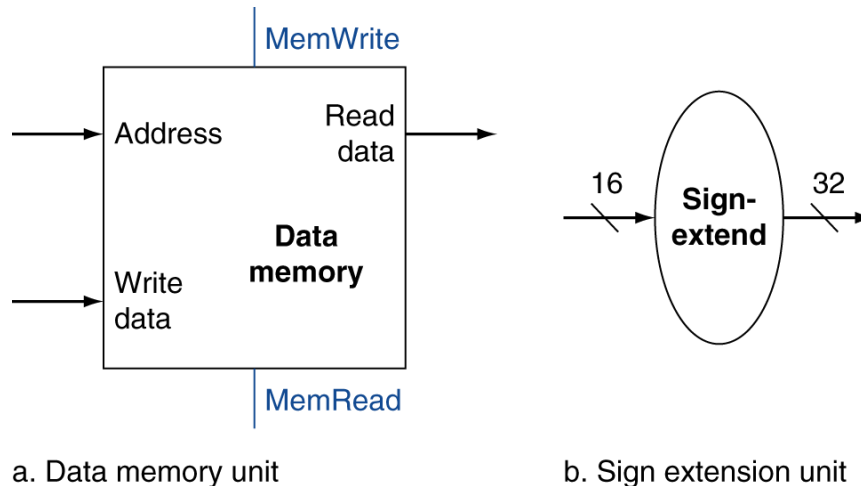 MemWrite
Address
Read
data
Data
memory
Write
data
MemRead
a. Data memory unit
16
Sign-
extend
32
b. Sign extension unit